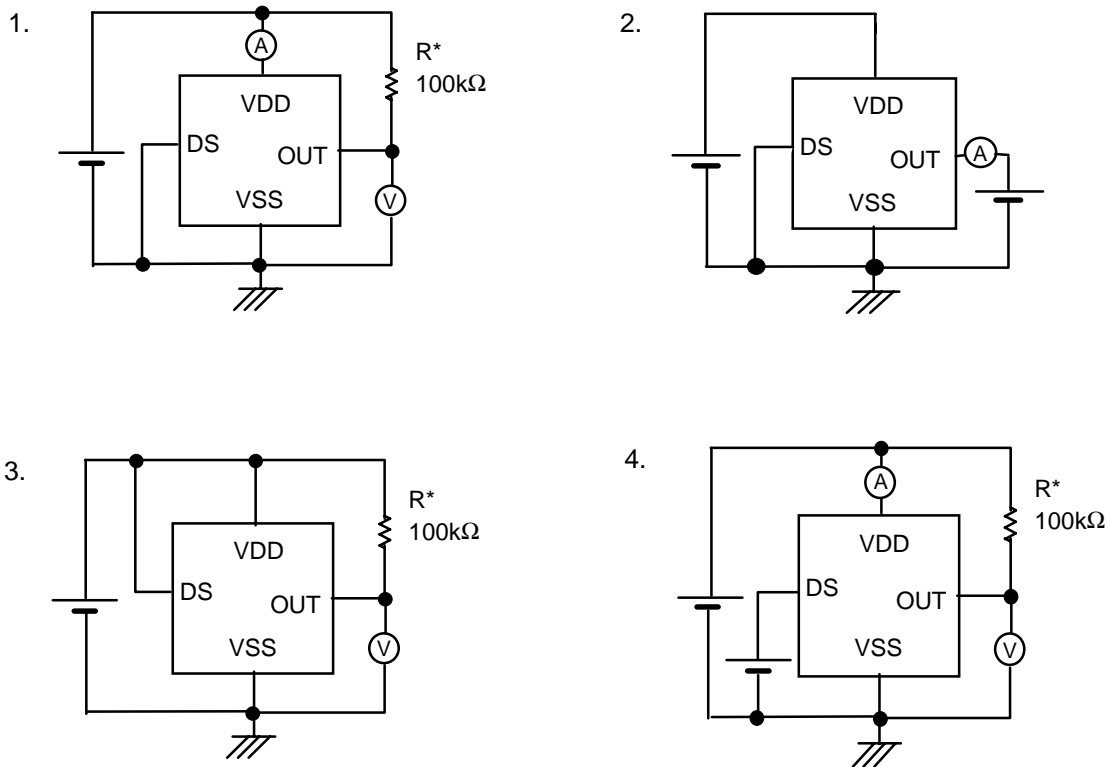 1.
A
R*
100kΩ
VDD
DS
OUT
VSS
V
2.
VDD
DS
OUT
A
VSS
3.
R*
100kΩ
VDD
DS
OUT
VSS
V
4.
A
R*
100kΩ
VDD
DS
OUT
VSS
V